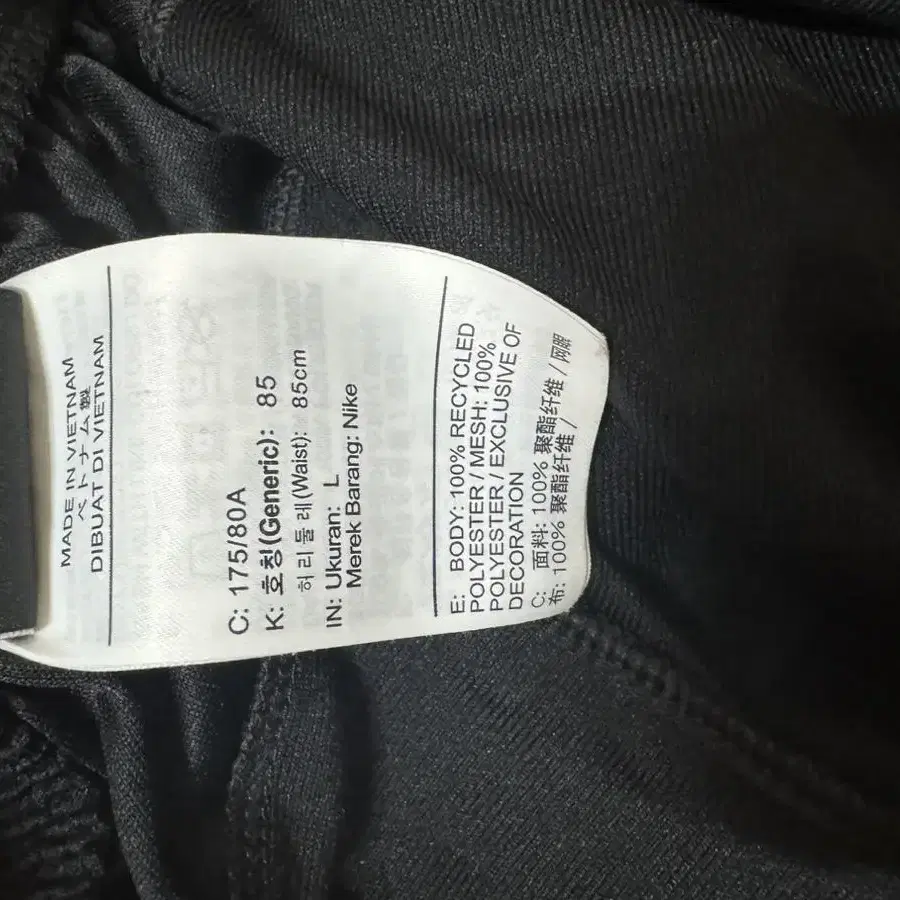 MADE IN VIETNAM
ベトナム製
DIBUAT DI VIETNAM
C: 175/80A
K: 호칭(Generic): 85
허리둘레(Waist): 85cm
IN: Ukuran: L
Merek Barang: Nike
E: BODY: 100% RECYCLED
POLYESTER / MESH: 100%
POLYESTER / EXCLUSIVE OF
DECORATION
C: 面料: 100% 聚酯纤维 / 网眼
布: 100% 聚酯纤维 /